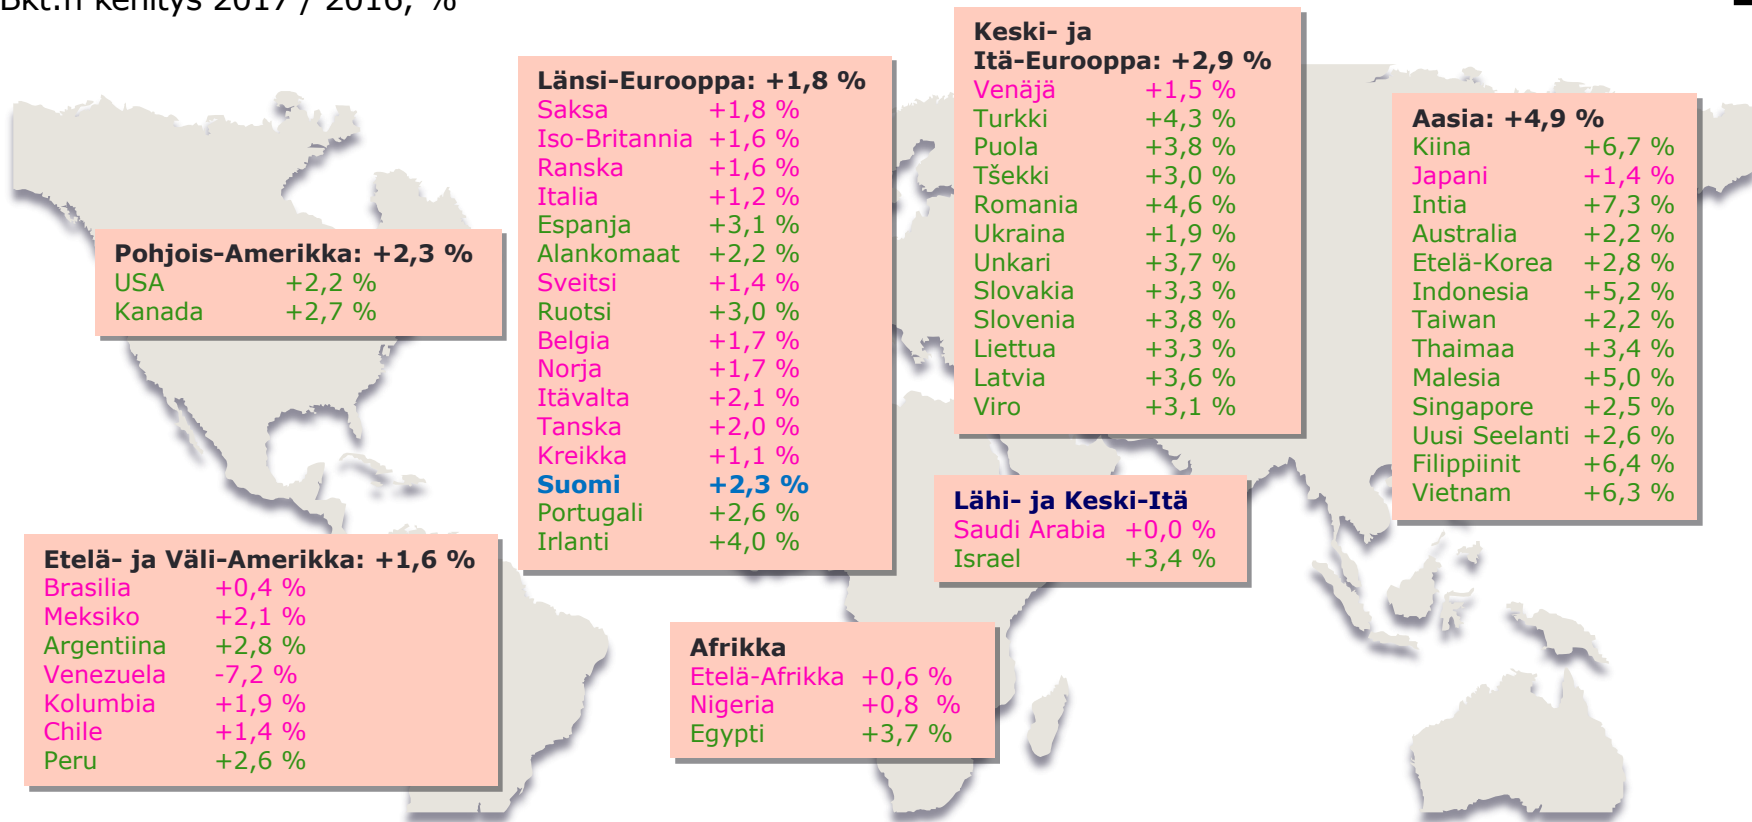 Bkt:n kehitys 2017 / 2016, %
Pohjois-Amerikka: +2,3 %
USA +2,2 %
Kanada +2,7 %
Etelä- ja Väli-Amerikka: +1,6 %
Brasilia +0,4 %
Meksiko +2,1 %
Argentiina +2,8 %
Venezuela -7,2 %
Kolumbia +1,9 %
Chile +1,4 %
Peru +2,6 %
Länsi-Eurooppa: +1,8 %
Saksa +1,8 %
Iso-Britannia +1,6 %
Ranska +1,6 %
Italia +1,2 %
Espanja +3,1 %
Alankomaat +2,2 %
Sveitsi +1,4 %
Ruotsi +3,0 %
Belgia +1,7 %
Norja +1,7 %
Itävalta +2,1 %
Tanska +2,0 %
Kreikka +1,1 %
Suomi +2,3 %
Portugali +2,6 %
Irlanti +4,0 %
Afrikka
Etelä-Afrikka +0,6 %
Nigeria +0,8 %
Egypti +3,7 %
Keski- ja
Itä-Eurooppa: +2,9 %
Venäjä +1,5 %
Turkki +4,3 %
Puola +3,8 %
Tšekki +3,0 %
Romania +4,6 %
Ukraina +1,9 %
Unkari +3,7 %
Slovakia +3,3 %
Slovenia +3,8 %
Liettua +3,3 %
Latvia +3,6 %
Viro +3,1 %
Lähi- ja Keski-Itä
Saudi Arabia +0,0 %
Israel +3,4 %
Aasia: +4,9 %
Kiina +6,7 %
Japani +1,4 %
Intia +7,3 %
Australia +2,2 %
Etelä-Korea +2,8 %
Indonesia +5,2 %
Taiwan +2,2 %
Thaimaa +3,4 %
Malesia +5,0 %
Singapore +2,5 %
Uusi Seelanti +2,6 %
Filippiinit +6,4 %
Vietnam +6,3 %